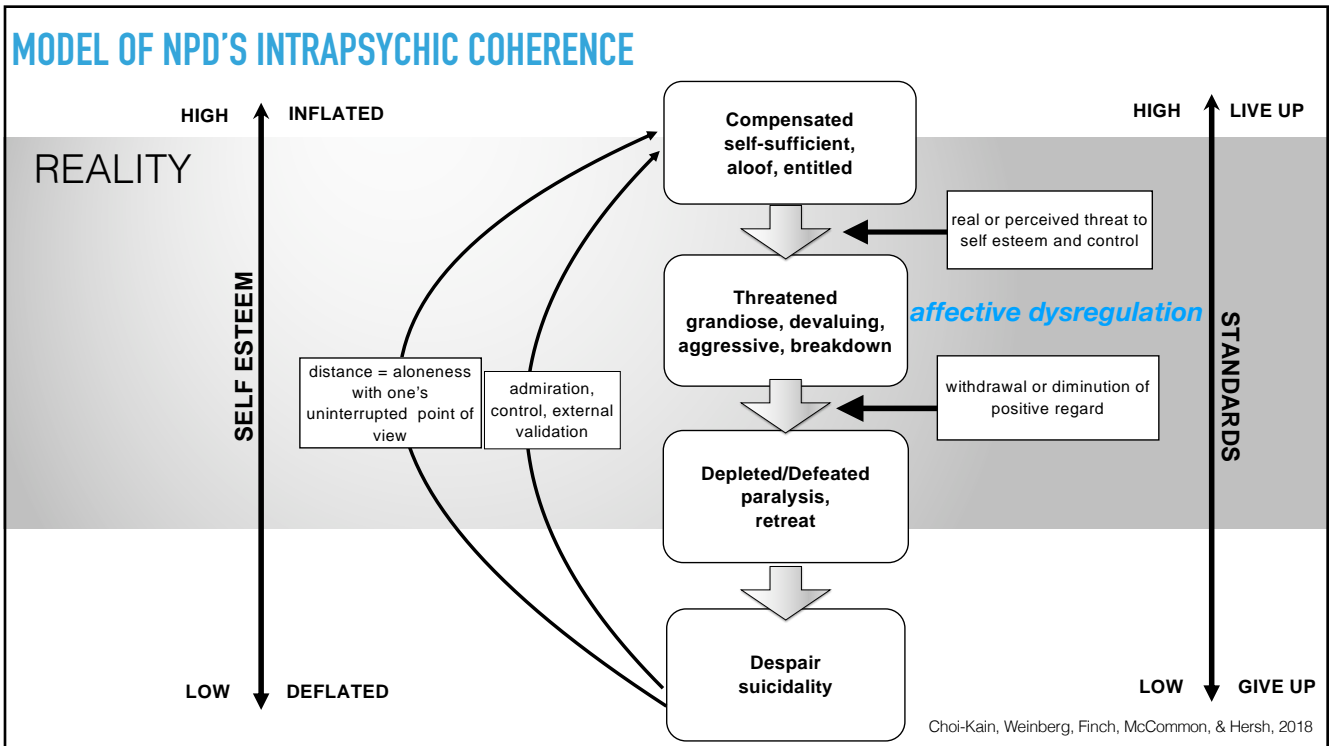 MODEL OF NPD'S INTRAPSYCHIC COHERENCE
HIGH
INFLATED
REALITY
SELF ESTEEM
LOW
DEFLATED
distance = aloneness
with one's
uninterrupted point of
view
admiration,
control, external
validation
Compensated
self-sufficient,
aloof, entitled
real or perceived threat to
self esteem and control
Threatened
grandiose, devaluing,
aggressive, breakdown
affective dysregulation
withdrawal or diminution of
positive regard
Depleted/Defeated
paralysis,
retreat
Despair
suicidality
HIGH
LIVE UP
STANDARDS
LOW
GIVE UP
Choi-Kain, Weinberg, Finch, McCommon, & Hersh, 2018